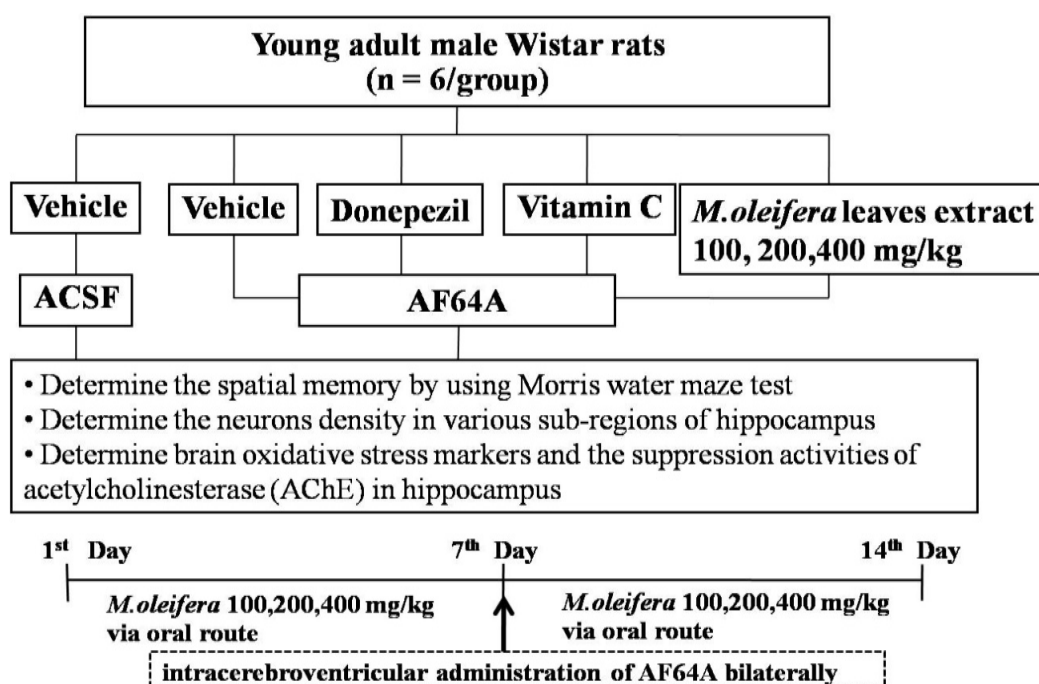 Young adult male Wistar rats
(n = 6/group)
Vehicle
Vehicle
Donepezil
Vitamin C
M.oleifera leaves extract
100, 200,400 mg/kg
ACSF
AF64A
• Determine the spatial memory by using Morris water maze test
• Determine the neurons density in various sub-regions of hippocampus
• Determine brain oxidative stress markers and the suppression activities of
acetylcholinesterase (AChE) in hippocampus
1st Day
7th Day
14th Day
M.oleifera 100,200,400 mg/kg
via oral route
M.oleifera 100,200,400 mg/kg
via oral route
intracerebroventricular administration of AF64A bilaterally